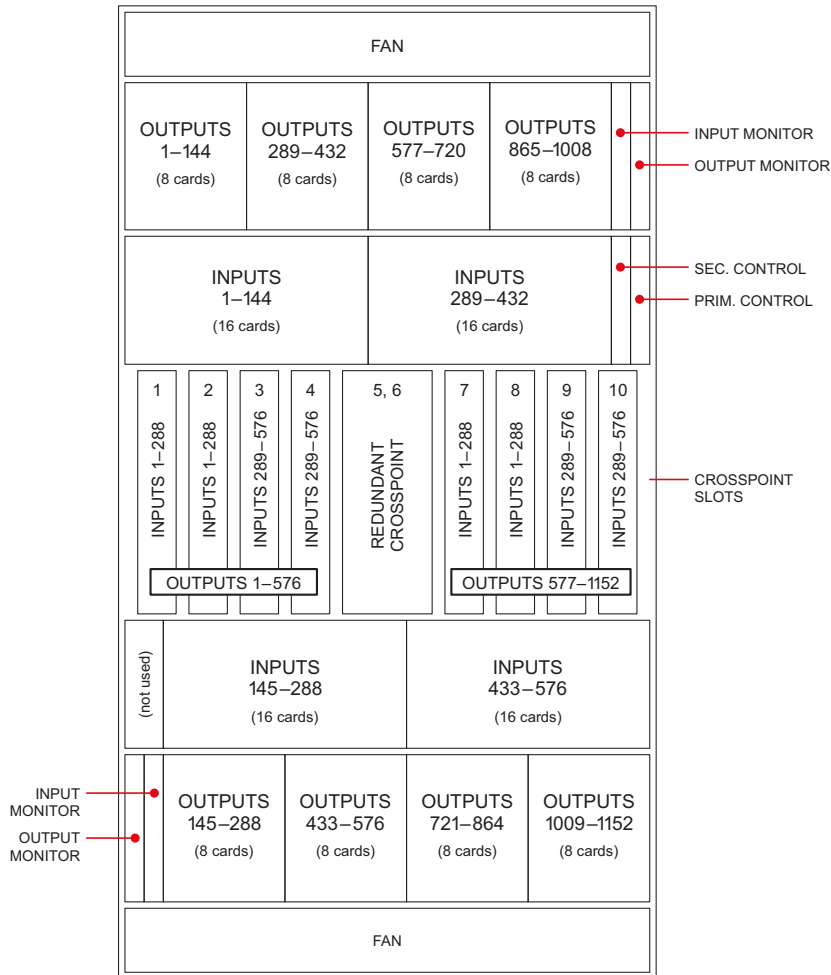 FAN
OUTPUTS
1–144
(8 cards)
OUTPUTS
289–432
(8 cards)
OUTPUTS
577–720
(8 cards)
OUTPUTS
865–1008
(8 cards)
INPUT MONITOR
OUTPUT MONITOR
INPUTS
1–144
(16 cards)
INPUTS
289–432
(16 cards)
SEC. CONTROL
PRIM. CONTROL
1
INPUTS 1–288
2
INPUTS 1–288
3
INPUTS 289–576
4
INPUTS 289–576
OUTPUTS 1–576
5, 6
REDUNDANT
CROSSPOINT
7
INPUTS 1–288
8
INPUTS 1–288
9
INPUTS 289–576
10
INPUTS 289–576
OUTPUTS 577–1152
CROSSPOINT
SLOTS
(not used)
INPUTS
145–288
(16 cards)
INPUTS
433–576
(16 cards)
INPUT
MONITOR
OUTPUT
MONITOR
OUTPUTS
145–288
(8 cards)
OUTPUTS
433–576
(8 cards)
OUTPUTS
721–864
(8 cards)
OUTPUTS
1009–1152
(8 cards)
FAN